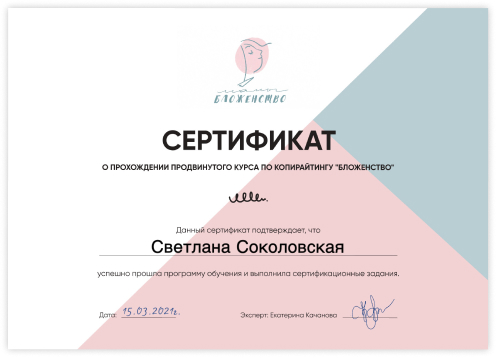 БЛОЖЕНСТВО
СЕРТИФИКАТ
О ПРОХОЖДЕНИИ ПРОДВИНУТОГО КУРСА ПО КОПИРАЙТИНГУ "БЛОЖЕНСТВО"
Данный сертификат подтверждает, что
Светлана Соколовская
успешно прошла программу обучения и выполнила сертификационные задания.
Дата: 15.03.2021г. Эксперт: Екатерина Качанова